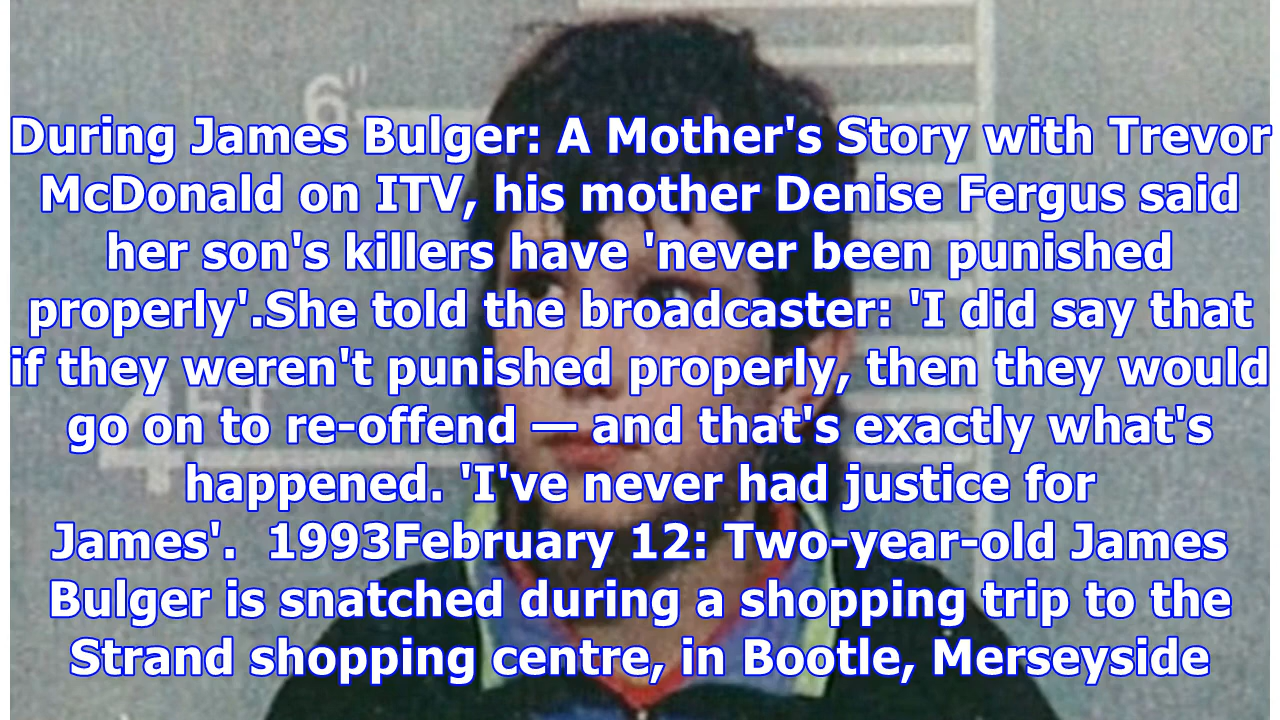 6"
During James Bulger: A Mother's Story with Trevor
McDonald on ITV, his mother Denise Fergus said
her son's killers have 'never been punished
properly'.She told the broadcaster: 'I did say that
if they weren't punished properly, then they would
go on to re-offend — and that's exactly what's
happened. 'I've never had justice for
James'.  1993February 12: Two-year-old James
Bulger is snatched during a shopping trip to the
Strand shopping centre, in Bootle, Merseyside